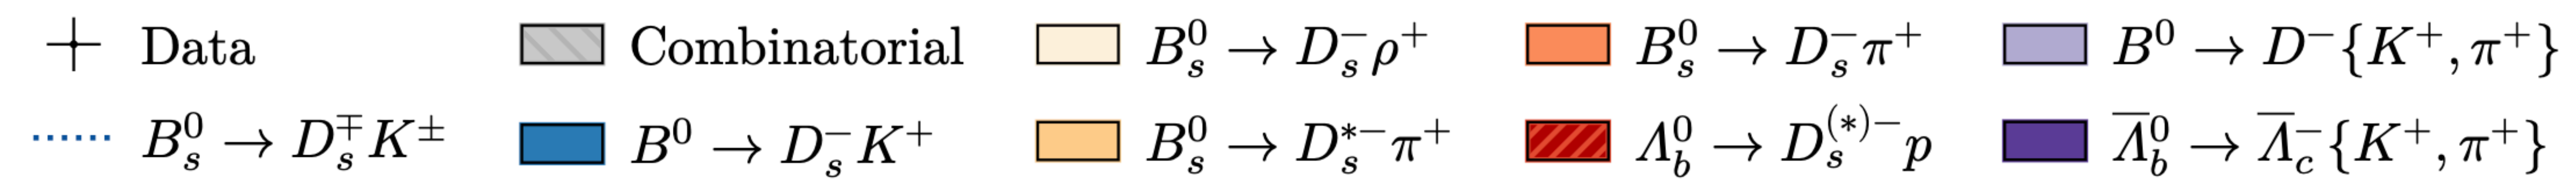 Data Combinatorial B⁰ₛ → D⁻ₛρ⁺ B⁰ₛ → D⁻ₛπ⁺ B⁰ → D⁻{K⁺, π⁺}
B⁰ₛ → D∓ₛK± B⁰ → D⁻ₛK⁺ B⁰ₛ → D*⁻ₛπ⁺ Λ⁰_b → D⁽*⁾⁻ₛp Λ̅⁰_b → Λ̅⁻_c{K⁺, π⁺}